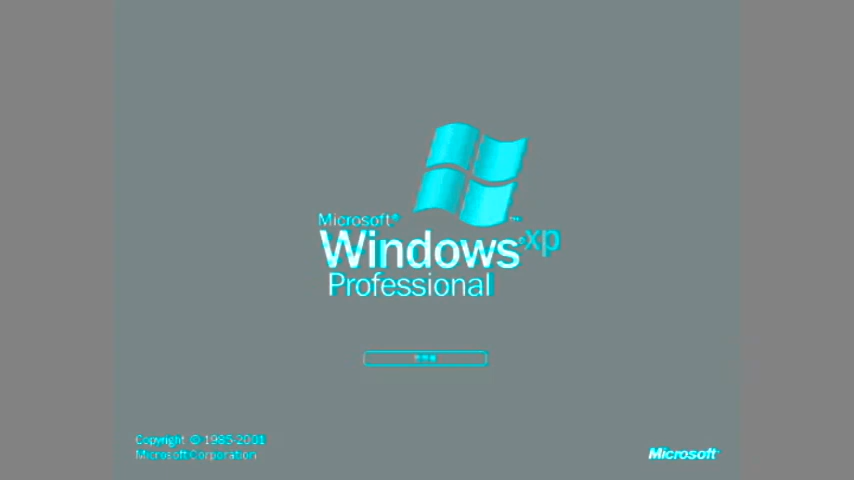 Microsoft®
Windows® xp
Professional
Copyright © 1985-2001
Microsoft Corporation
Microsoft